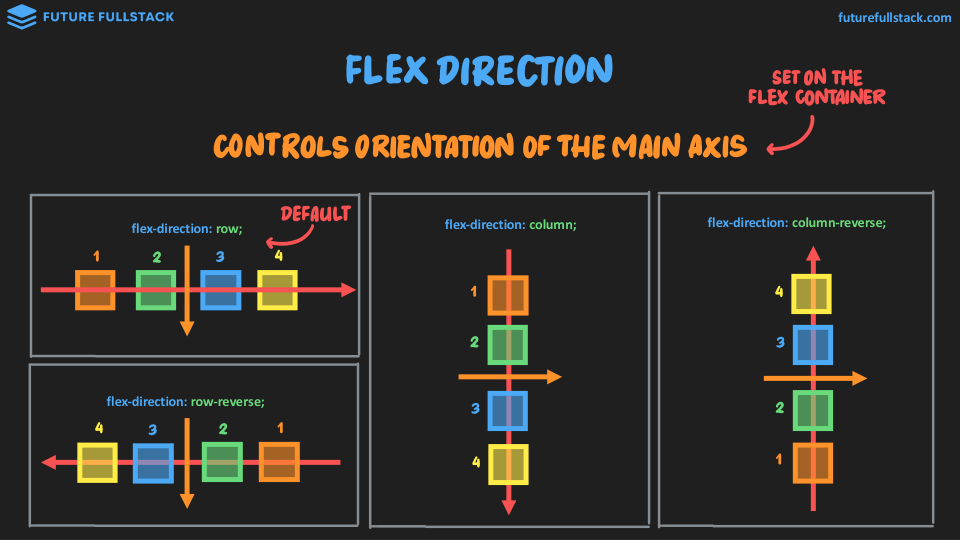 FUTURE FULLSTACK
futurefullstack.com
FLEX DIRECTION
SET ON THE
FLEX CONTAINER
CONTROLS ORIENTATION OF THE MAIN AXIS
DEFAULT
flex-direction: row;
1 2 3 4
flex-direction: row-reverse;
4 3 2 1
flex-direction: column;
1
2
3
4
flex-direction: column-reverse;
4
3
2
1